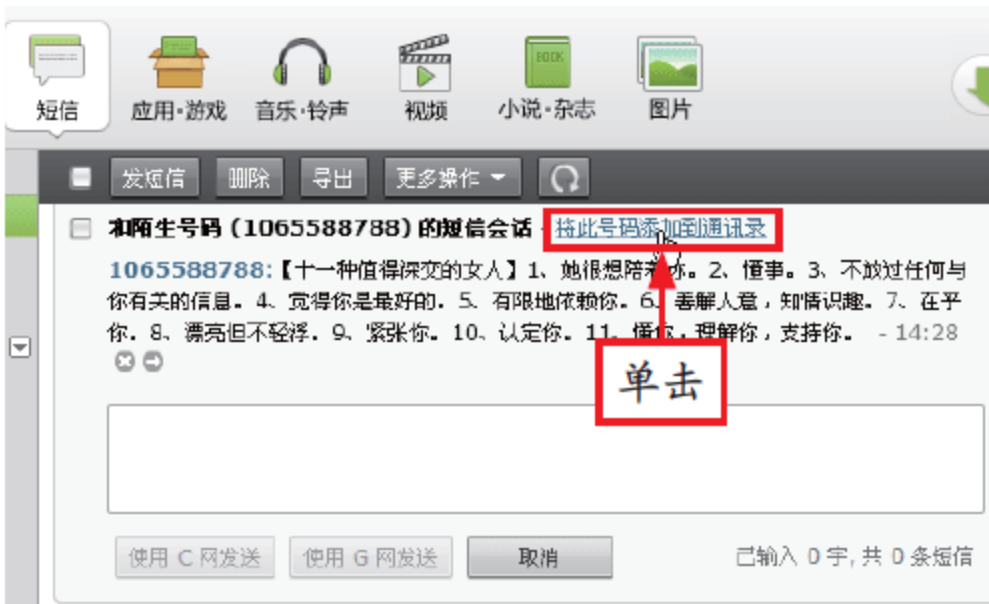 短信 应用·游戏 音乐·铃声 视频 小说·杂志 图片
BOOK
发短信 删除 导出 更多操作
和陌生号码 (1065588788) 的短信会话 - 将此号码添加到通讯录
1065588788:【十一种值得深交的女人】1、她很想陪着你。2、懂事。3、不放过任何与
你有关的信息。4、觉得你是最好的。5、有限地依赖你。6、善解人意，知情识趣。7、在乎
你。8、漂亮但不轻浮。9、紧张你。10、认定你。11、懂你，理解你，支持你。 - 14:28
单击
使用 C 网发送 使用 G 网发送 取消 已输入 0 字, 共 0 条短信